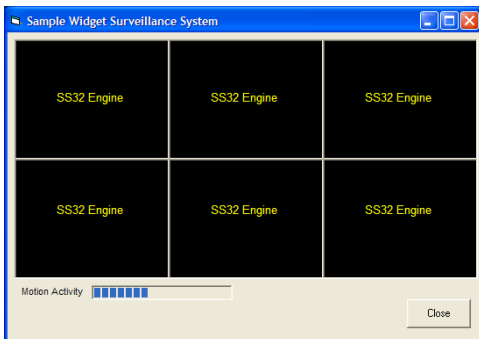 Sample Widget Surveillance System
SS32 Engine SS32 Engine SS32 Engine
SS32 Engine SS32 Engine SS32 Engine
Motion Activity
Close